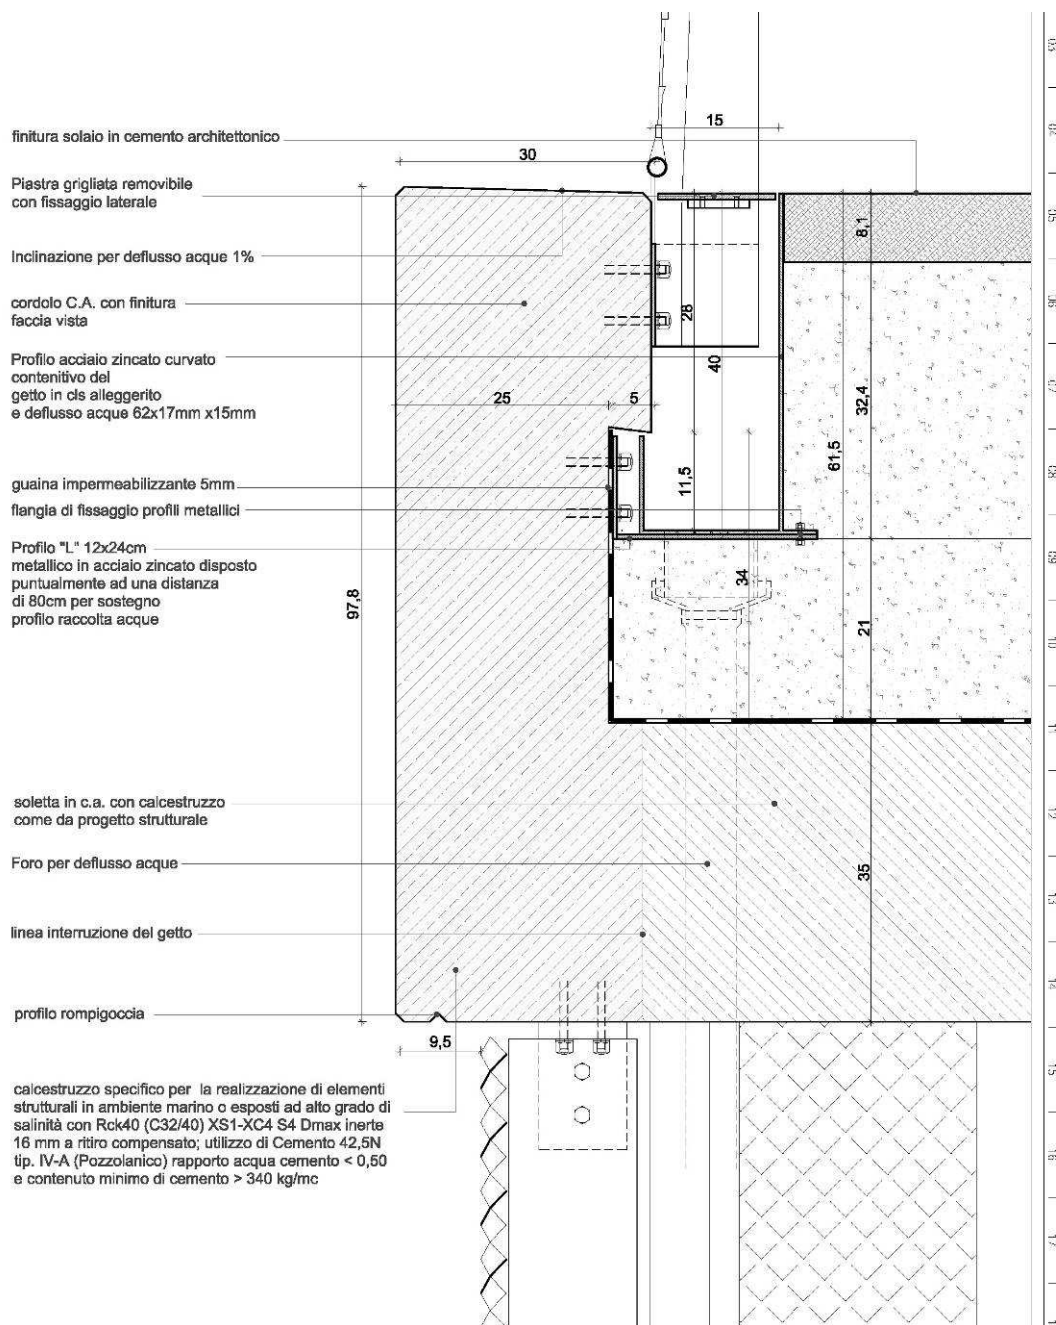 finitura solaio in cemento architettonico
Piastra grigliata removibile
con fissaggio laterale
Inclinazione per deflusso acque 1%
cordolo C.A. con finitura
faccia vista
Profilo acciaio zincato curvato
contenitivo del
getto in cls alleggerito
e deflusso acque 62x17mm x15mm
guaina impermeabilizzante 5mm
flangia di fissaggio profili metallici
Profilo "L" 12x24cm
metallico in acciaio zincato disposto
puntualmente ad una distanza
di 80cm per sostegno
profilo raccolta acque
soletta in c.a. con calcestruzzo
come da progetto strutturale
Foro per deflusso acque
linea interruzione del getto
profilo rompigoccia
calcestruzzo specifico per la realizzazione di elementi
strutturali in ambiente marino o esposti ad alto grado di
salinità con Rck40 (C32/40) XS1-XC4 S4 Dmax inerte
16 mm a ritiro compensato; utilizzo di Cemento 42,5N
tip. IV-A (Pozzolanico) rapporto acqua cemento < 0,50
e contenuto minimo di cemento > 340 kg/mc
15
30
8,1
28
40
25
5
32,4
61,5
11,5
34
97,8
21
35
9,5